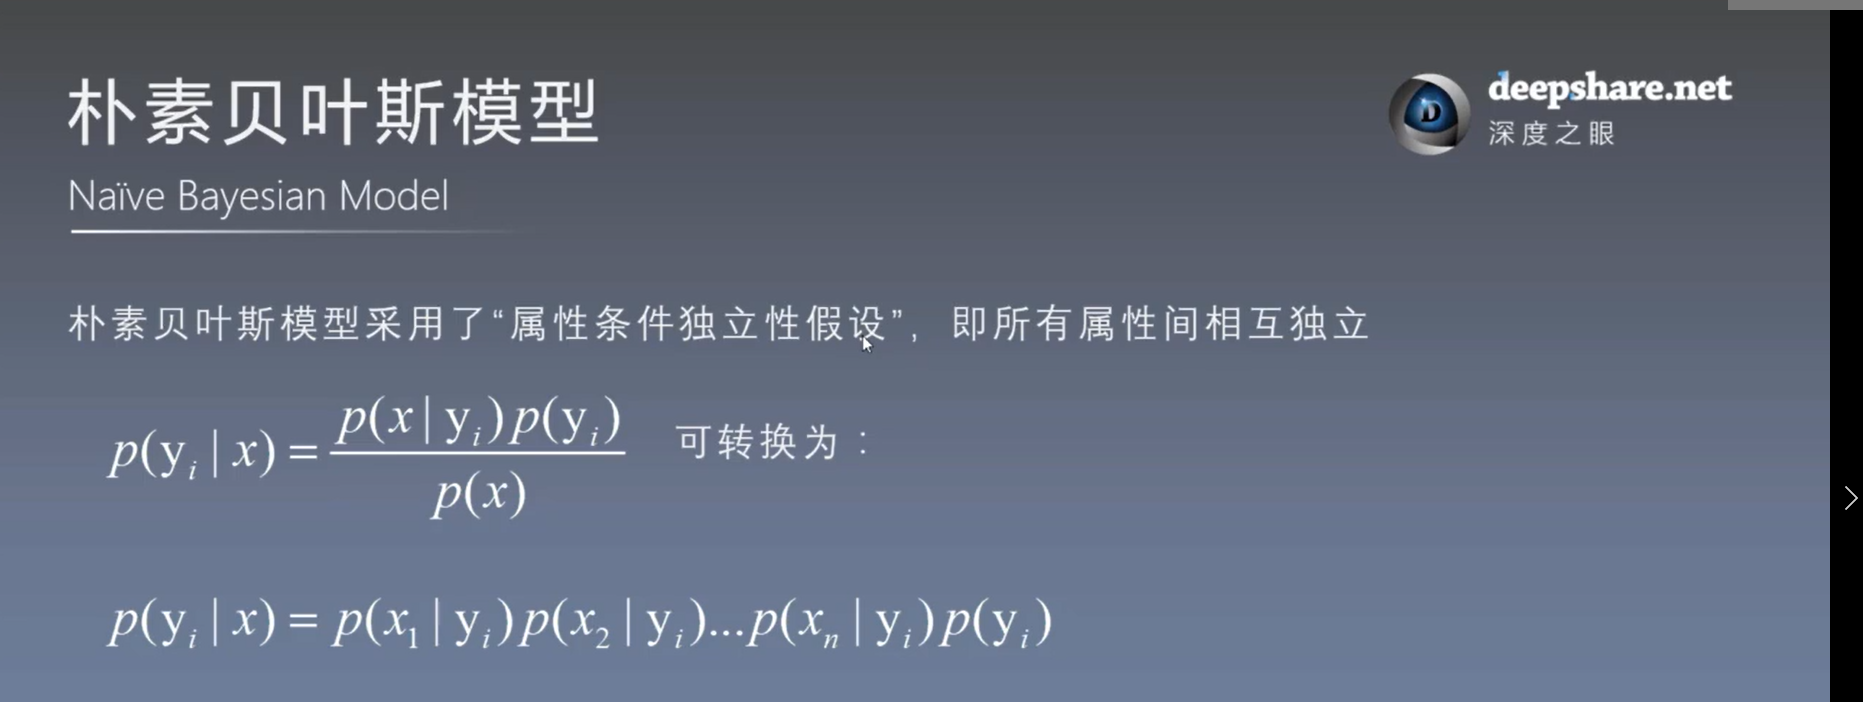 朴素贝叶斯模型
deepshare.net
深度之眼
Naïve Bayesian Model
朴素贝叶斯模型采用了“属性条件独立性假设”，即所有属性间相互独立
p(y_i | x) = p(x | y_i) p(y_i) / p(x) 可转换为：
p(y_i | x) = p(x_1 | y_i) p(x_2 | y_i)...p(x_n | y_i) p(y_i)